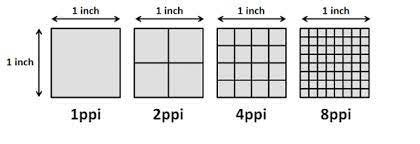 1 inch 1 inch 1 inch 1 inch
1 inch
1ppi 2ppi 4ppi 8ppi